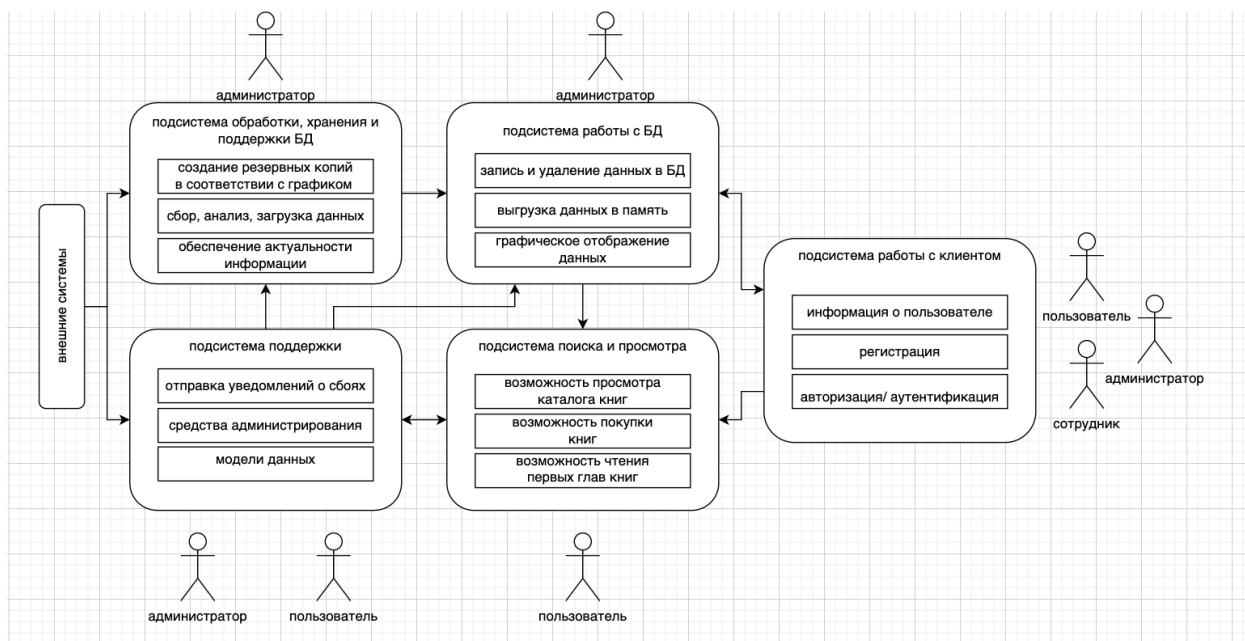 администратор
администратор
подсистема обработки, хранения и
поддержки БД
создание резервных копий
в соответствии с графиком
сбор, анализ, загрузка данных
обеспечение актуальности
информации
подсистема работы с БД
запись и удаление данных в БД
выгрузка данных в память
графическое отображение
данных
внешние системы
подсистема поддержки
отправка уведомлений о сбоях
средства администрирования
модели данных
подсистема поиска и просмотра
возможность просмотра
каталога книг
возможность покупки
книг
возможность чтения
первых глав книг
подсистема работы с клиентом
информация о пользователе
регистрация
авторизация/ аутентификация
пользователь
администратор
сотрудник
администратор
пользователь
пользователь